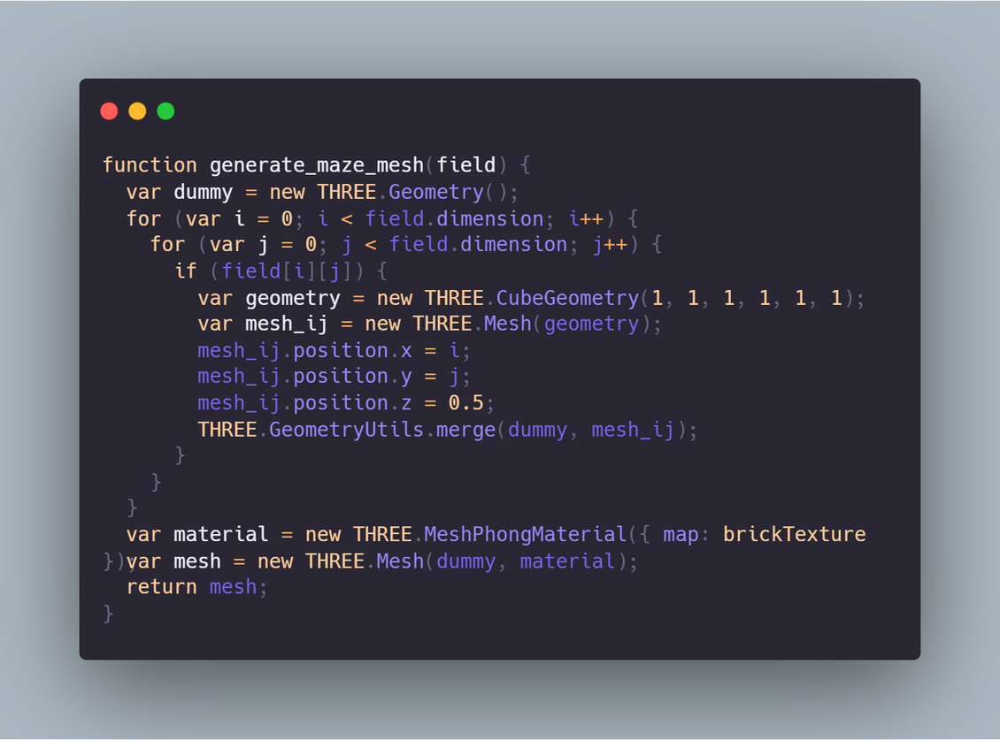 function generate_maze_mesh(field) {
  var dummy = new THREE.Geometry();
  for (var i = 0; i < field.dimension; i++) {
    for (var j = 0; j < field.dimension; j++) {
      if (field[i][j]) {
        var geometry = new THREE.CubeGeometry(1, 1, 1, 1, 1, 1);
        var mesh_ij = new THREE.Mesh(geometry);
        mesh_ij.position.x = i;
        mesh_ij.position.y = j;
        mesh_ij.position.z = 0.5;
        THREE.GeometryUtils.merge(dummy, mesh_ij);
      }
    }
  }
  var material = new THREE.MeshPhongMaterial({ map: brickTexture
});var mesh = new THREE.Mesh(dummy, material);
  return mesh;
}